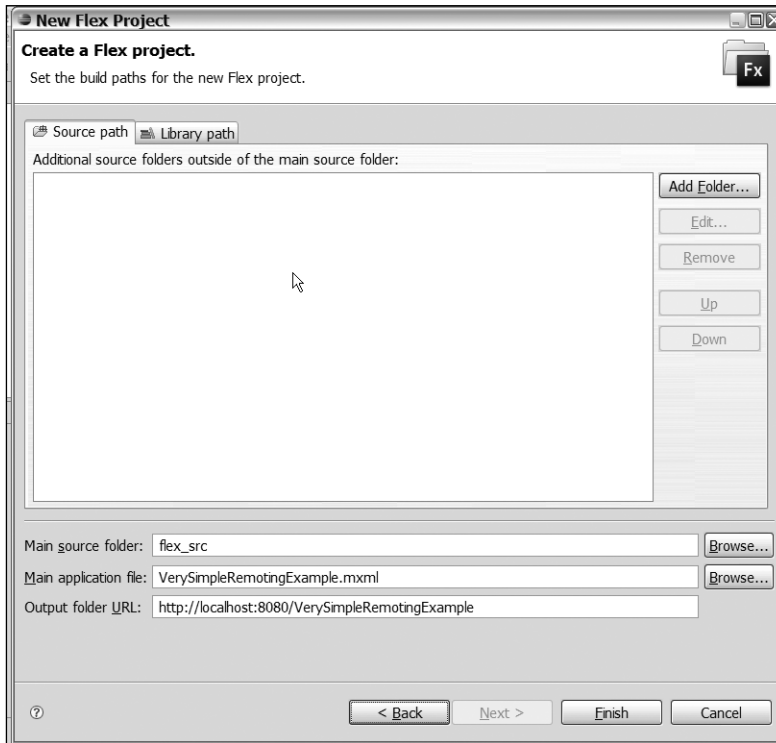 New Flex Project
Create a Flex project.
Set the build paths for the new Flex project.
Fx
Source path
Library path
Additional source folders outside of the main source folder:
Add Folder...
Edit...
Remove
Up
Down
Main source folder: flex_src Browse...
Main application file: VerySimpleRemotingExample.mxml Browse...
Output folder URL: http://localhost:8080/VerySimpleRemotingExample
? < Back Next > Finish Cancel